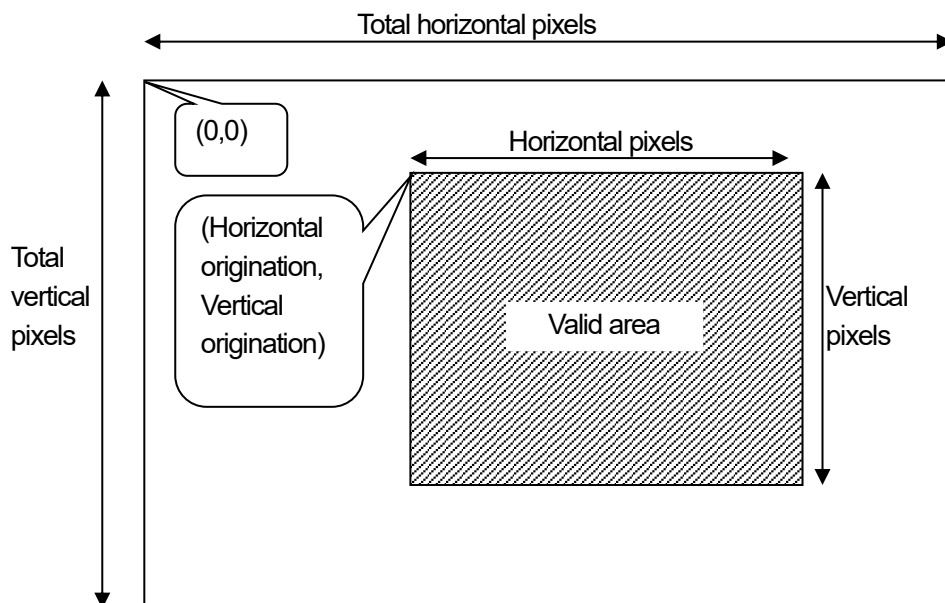 Total horizontal pixels
(0,0)
Horizontal pixels
(Horizontal
origination,
Vertical
origination)
Total
vertical
pixels
Valid area
Vertical
pixels